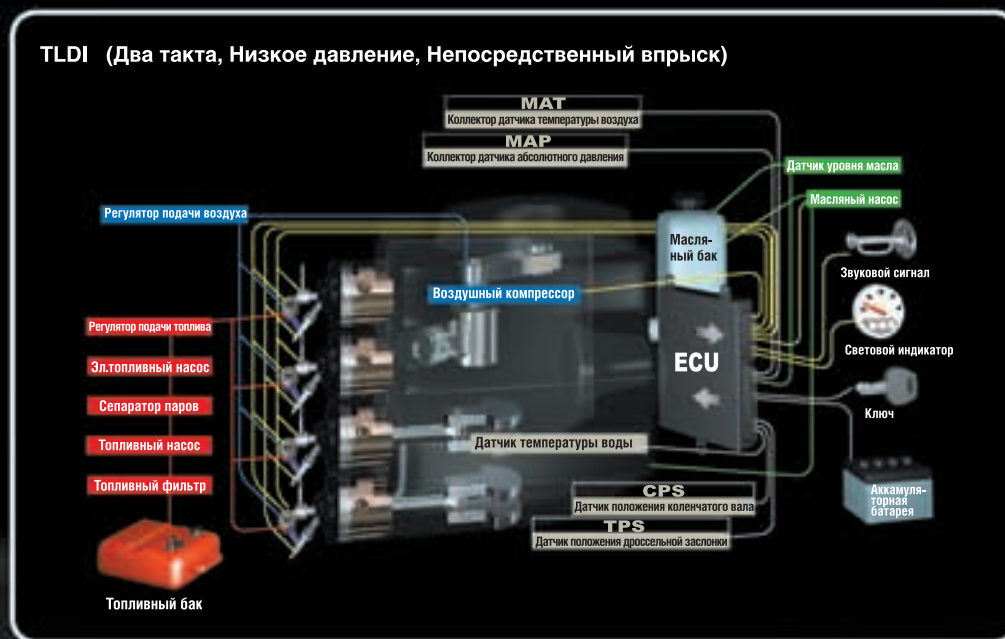 TLDI (Два такта, Низкое давление, Непосредственный впрыск)
MAT
Коллектор датчика температуры воздуха
MAP
Коллектор датчика абсолютного давления
Датчик уровня масла
Масляный насос
Регулятор подачи воздуха
Масля-
ный бак
Звуковой сигнал
Воздушный компрессор
Регулятор подачи топлива
Световой индикатор
ECU
Эл.топливный насос
Сепаратор паров
Ключ
Топливный насос
Датчик температуры воды
Топливный фильтр
CPS
Датчик положения коленчатого вала
Аккамуля-
торная
батарея
TPS
Датчик положения дроссельной заслонки
Топливный бак